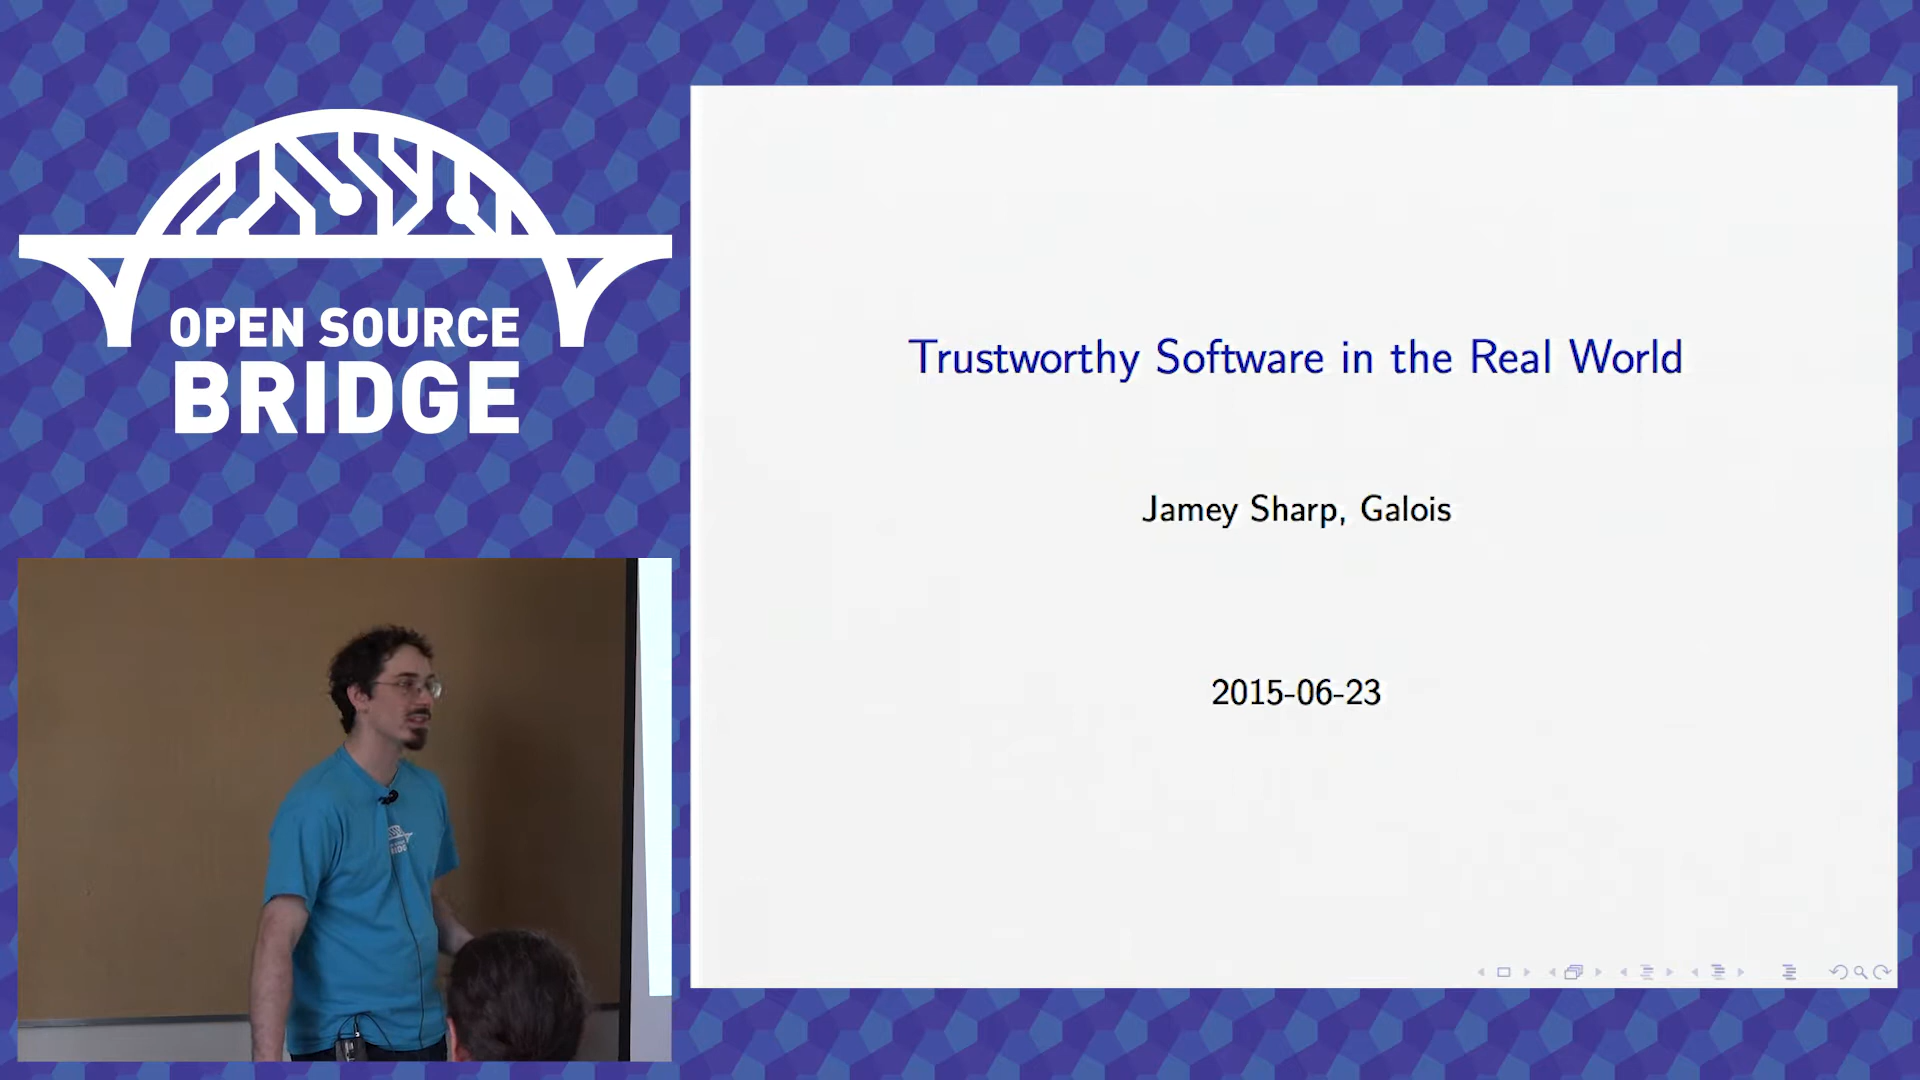 OPEN SOURCE
BRIDGE
Trustworthy Software in the Real World
Jamey Sharp, Galois
2015-06-23